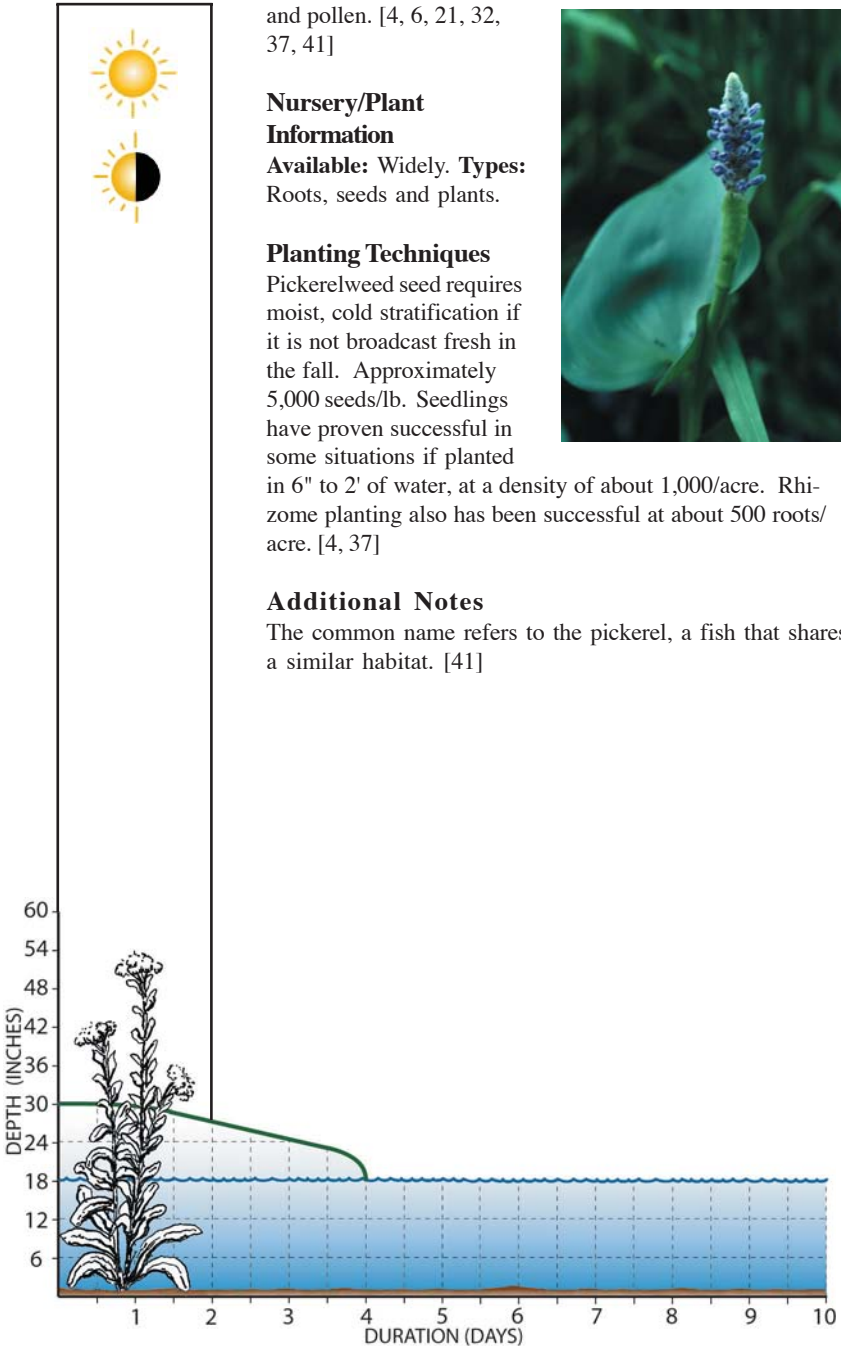 and pollen. [4, 6, 21, 32,
37, 41]
Nursery/Plant
Information
Available: Widely. Types:
Roots, seeds and plants.
Planting Techniques
Pickerelweed seed requires
moist, cold stratification if
it is not broadcast fresh in
the fall. Approximately
5,000 seeds/lb. Seedlings
have proven successful in
some situations if planted
in 6" to 2' of water, at a density of about 1,000/acre. Rhi-
zome planting also has been successful at about 500 roots/
acre. [4, 37]
Additional Notes
The common name refers to the pickerel, a fish that shares
a similar habitat. [41]
60
54
48
42
36
30
24
18
12
6
DEPTH (INCHES)
1 2 3 4 5 6 7 8 9 10
DURATION (DAYS)